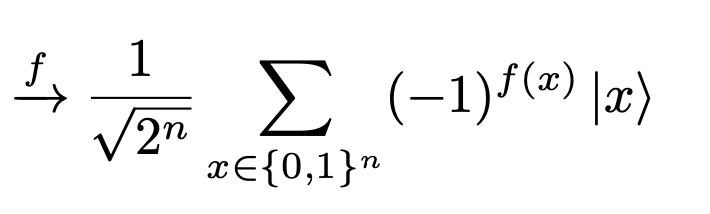 \xrightarrow{f} \frac{1}{\sqrt{2^n}} \sum_{x \in \{0,1\}^n} (-1)^{f(x)} |x\rangle